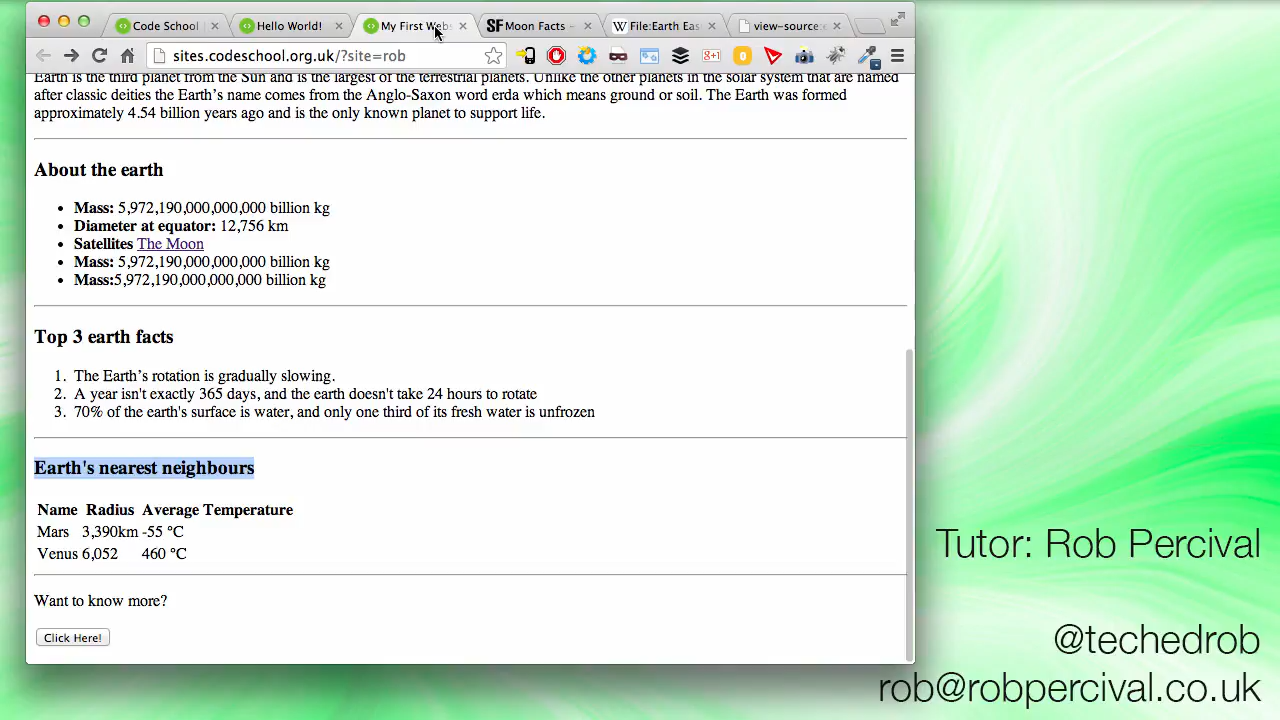 Code School
Hello World!
My First Webs
Moon Facts -
File:Earth Eas
view-source:
sites.codeschool.org.uk/?site=rob
Earth is the third planet from the Sun and is the largest of the terrestrial planets. Unlike the other planets in the solar system that are named
after classic deities the Earth’s name comes from the Anglo-Saxon word erda which means ground or soil. The Earth was formed
approximately 4.54 billion years ago and is the only known planet to support life.
About the earth
• Mass: 5,972,190,000,000,000 billion kg
• Diameter at equator: 12,756 km
• Satellites The Moon
• Mass: 5,972,190,000,000,000 billion kg
• Mass:5,972,190,000,000,000 billion kg
Top 3 earth facts
1. The Earth’s rotation is gradually slowing.
2. A year isn't exactly 365 days, and the earth doesn't take 24 hours to rotate
3. 70% of the earth's surface is water, and only one third of its fresh water is unfrozen
Earth's nearest neighbours
Name Radius Average Temperature
Mars 3,390km -55 °C
Venus 6,052 460 °C
Want to know more?
Click Here!
Tutor: Rob Percival
@techedrob
rob@robpercival.co.uk